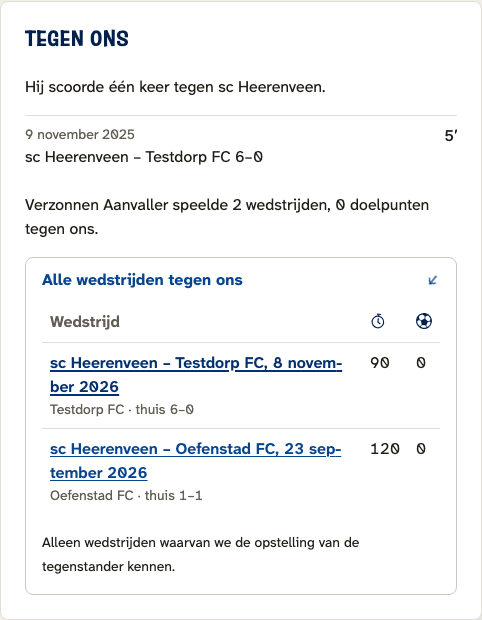 TEGEN ONS
Hij scoorde één keer tegen sc Heerenveen.
9 november 2025
5′
sc Heerenveen – Testdorp FC 6–0
Verzonnen Aanvaller speelde 2 wedstrijden, 0 doelpunten
tegen ons.
Alle wedstrijden tegen ons
Wedstrijd
sc Heerenveen – Testdorp FC, 8 novem-
ber 2026
90 0
Testdorp FC · thuis 6–0
sc Heerenveen – Oefenstad FC, 23 sep-
tember 2026
120 0
Oefenstad FC · thuis 1–1
Alleen wedstrijden waarvan we de opstelling van de
tegenstander kennen.